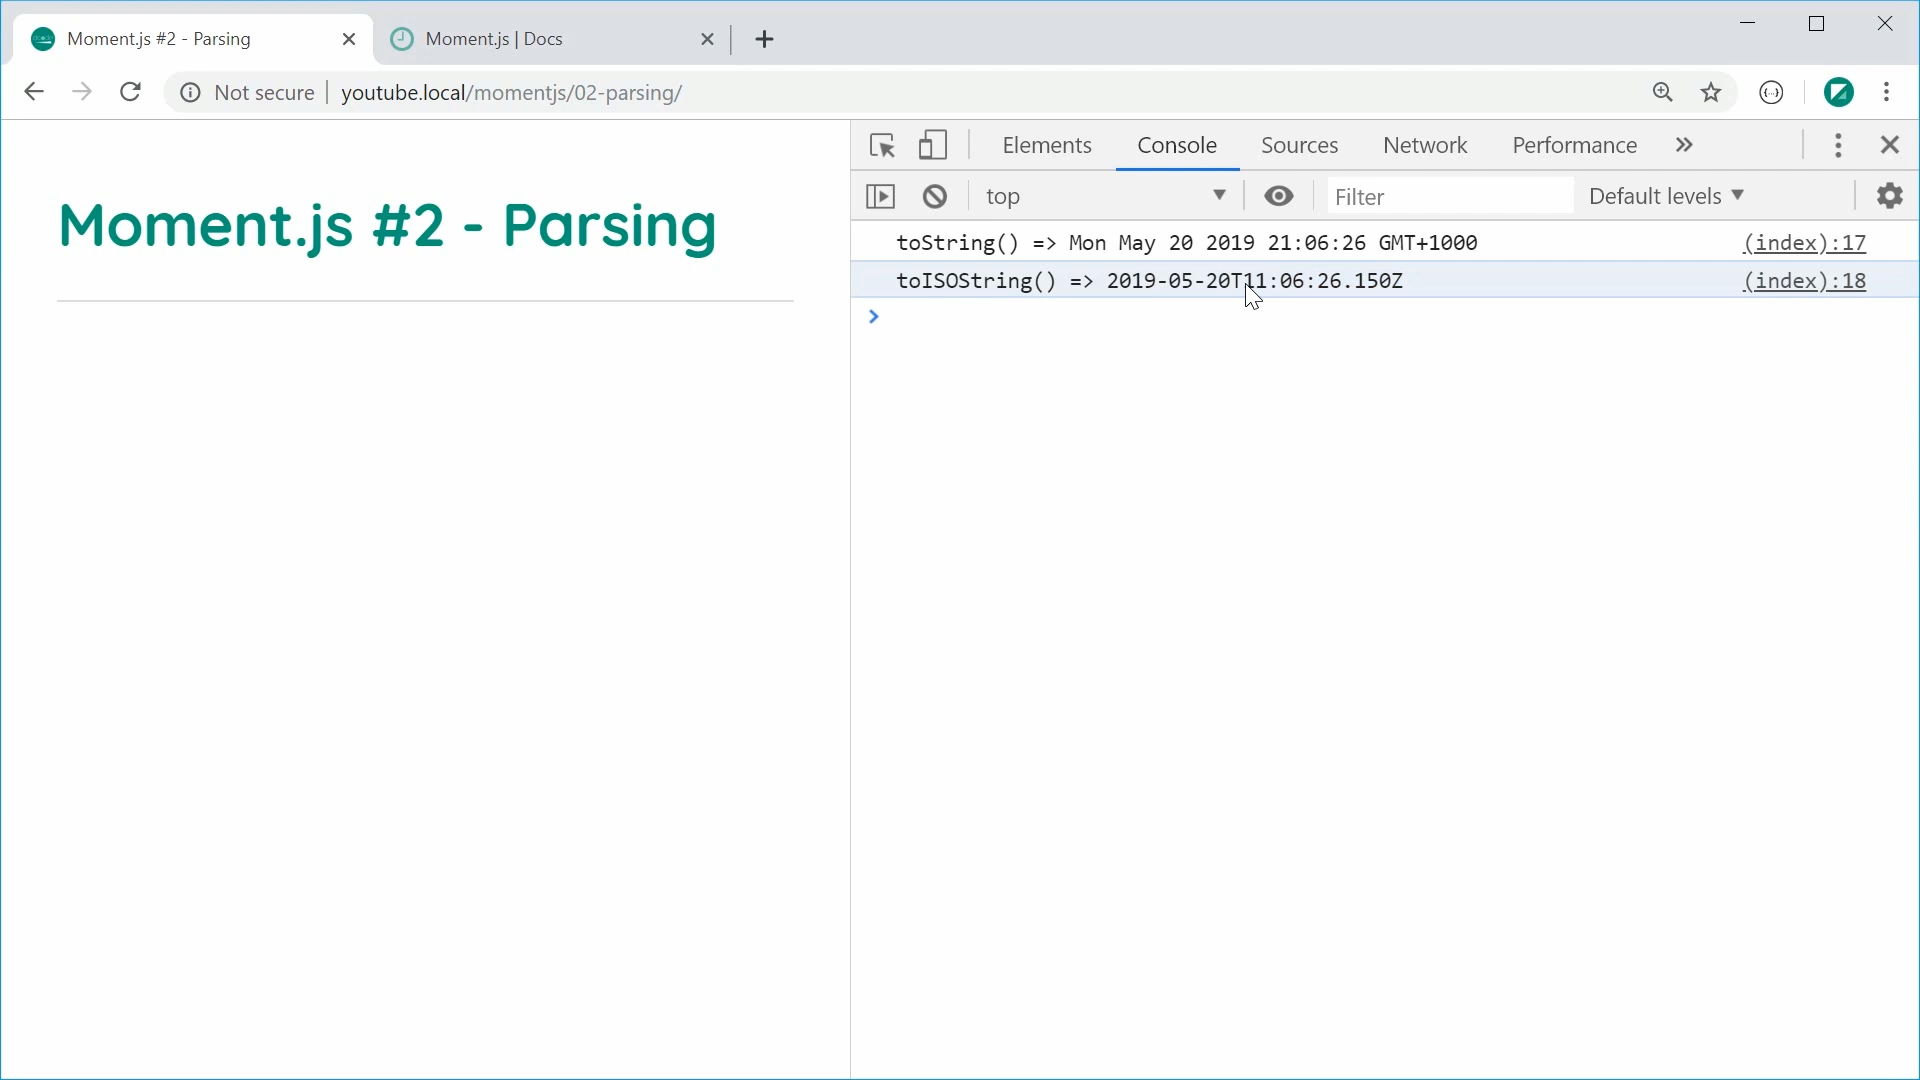 Moment.js #2 - Parsing
Moment.js | Docs
Not secure
youtube.local/momentjs/02-parsing/
Moment.js #2 - Parsing
Elements
Console
Sources
Network
Performance
top
Filter
Default levels
toString() => Mon May 20 2019 21:06:26 GMT+1000
(index):17
toISOString() => 2019-05-20T11:06:26.150Z
(index):18